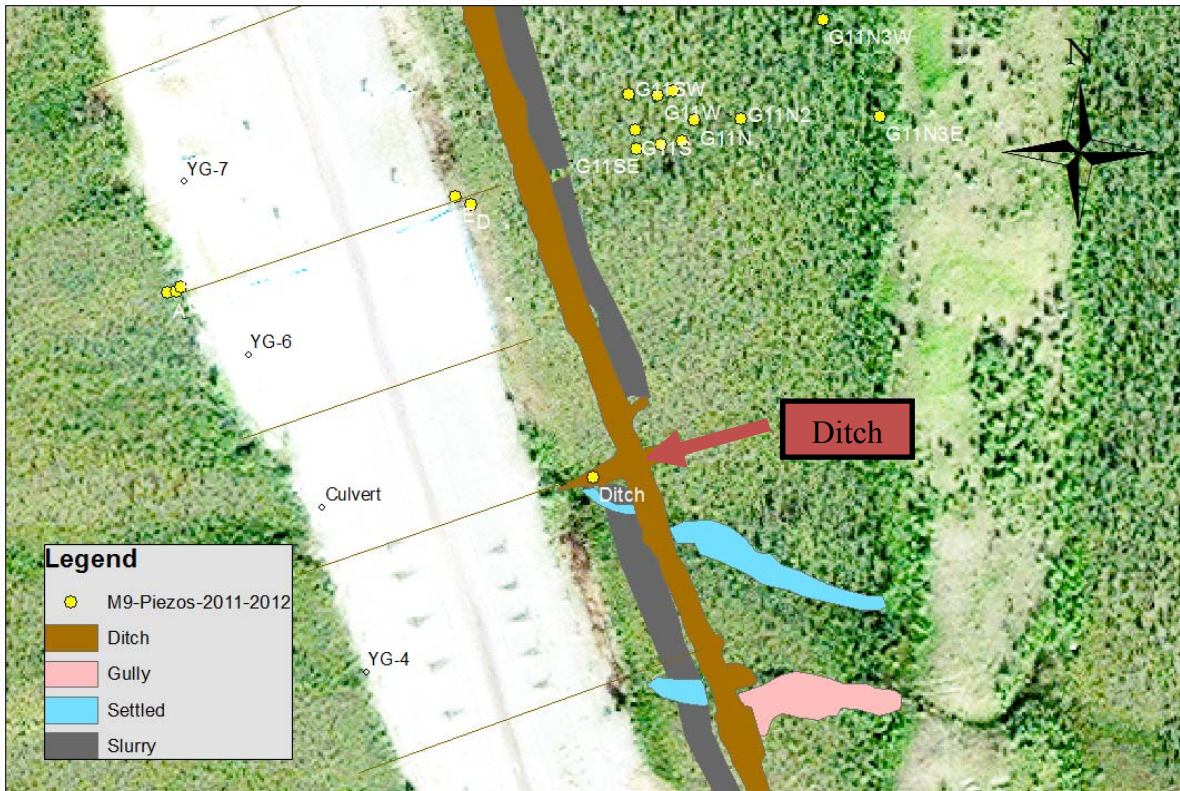 G11N3W
N
G11SW
G11W
G11N2
G11N3E
G11N
G11S
G11SE
YG-7
E
D
A
YG-6
Ditch
Ditch
Culvert
YG-4
Legend
M9-Piezos-2011-2012
Ditch
Gully
Settled
Slurry